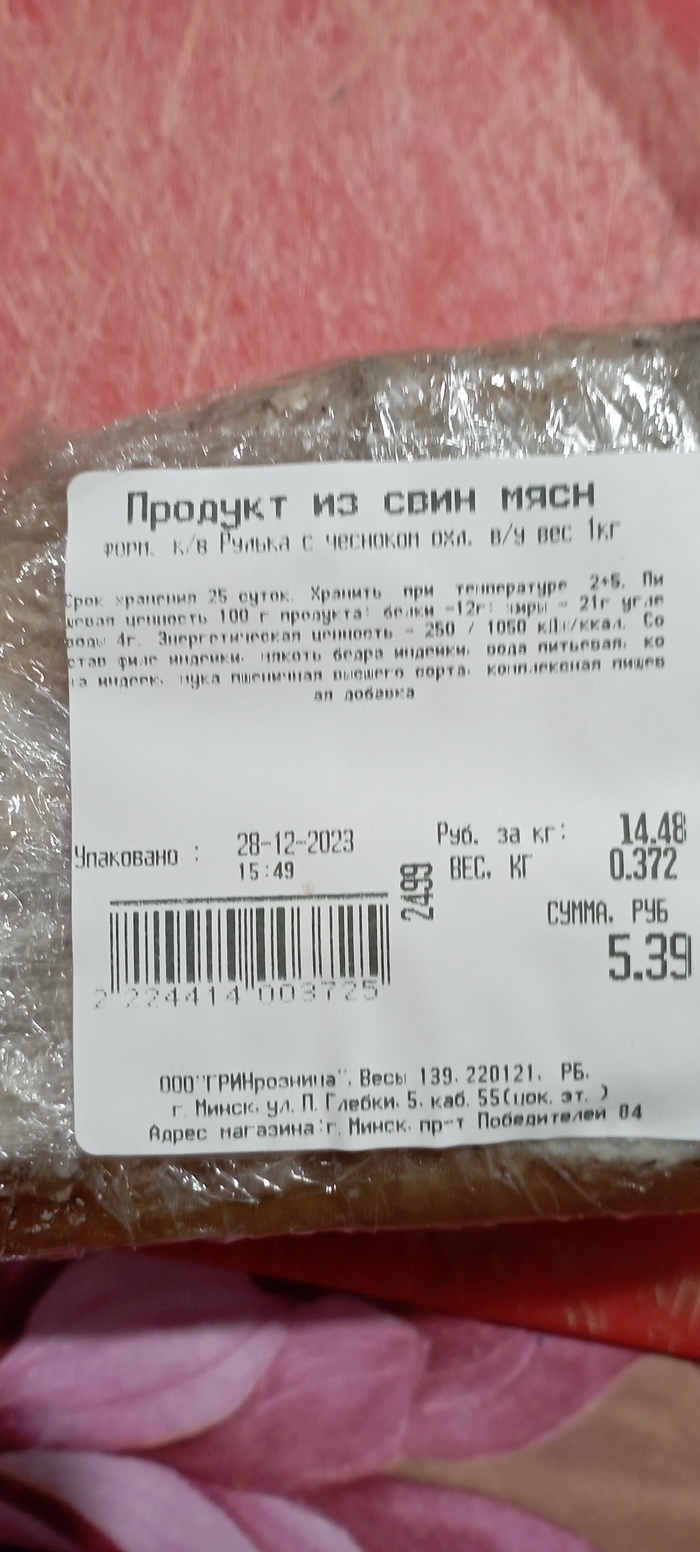 Продукт из свин мясн
форм. к/в Рулька с чесноком охл. в/у вес 1кг
Срок хранения 25 суток. Хранить при температуре 2+6. Пи
щевая ценность 100 г продукта: белки -12г: жиры - 21г угле
воды 4г. Энергетическая ценность - 250 / 1050 кДж/ккал. Со
став филе индейки. мякоть бедра индейки. вода питьевая. ко
жа индеек. мука пшеничная высшего сорта. комплексная пищев
ая добавка
Упаковано : 28-12-2023
15:49
Руб. за кг: 14.48
ВЕС, КГ 0.372
2499
СУММА, РУБ
5.39
2 224414 003725
ООО"ГРИНрозница". Весы 139. 220121. РБ.
г. Минск. ул. П. Глебки. 5. каб. 55(цок. эт. )
Адрес магазина:г. Минск. пр-т Победителей 84